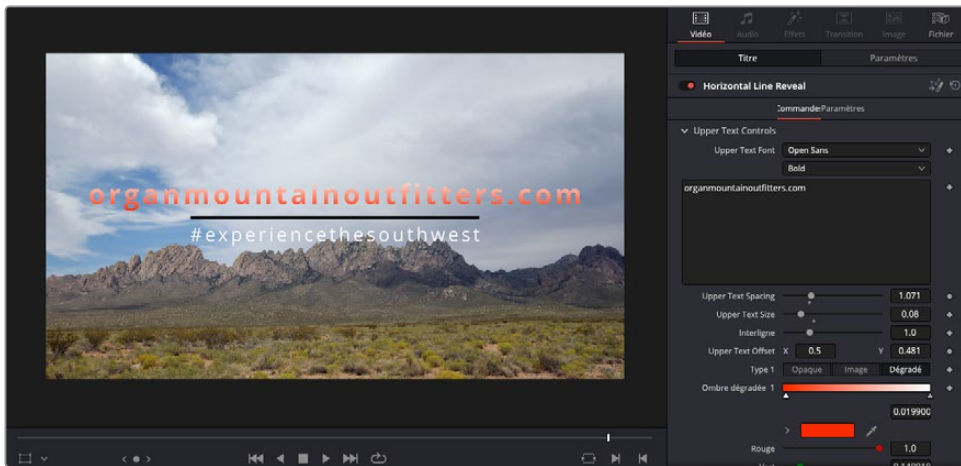 Vidéo Audio Effets Transition Image Fichier
Titre Paramètres
Horizontal Line Reveal
Commandes Paramètres
Upper Text Controls
Upper Text Font Open Sans
Bold
organmountainoutfitters.com
organmountainoutfitters.com
#experiencethesouthwest
Upper Text Spacing 1.071
Upper Text Size 0.08
Interligne 1.0
Upper Text Offset X 0.5 Y 0.481
Type 1 Opaque Image Dégradé
Ombre dégradée 1
0.019900
Rouge 1.0